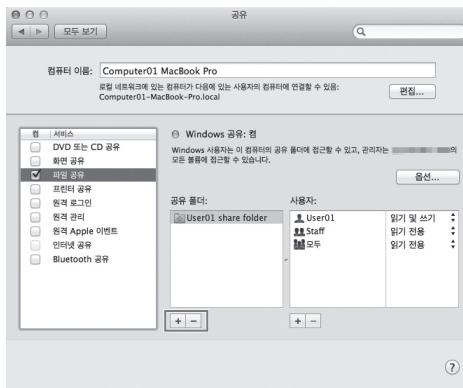 공유
모두 보기
컴퓨터 이름:
Computer01 MacBook Pro
로컬 네트워크에 있는 컴퓨터가 다음에 있는 사용자의 컴퓨터에 연결할 수 있음:
Computer01-MacBook-Pro.local
편집...
켬 서비스
DVD 또는 CD 공유
화면 공유
파일 공유
프린터 공유
원격 로그인
원격 관리
원격 Apple 이벤트
인터넷 공유
Bluetooth 공유
Windows 공유: 켬
Windows 사용자는 이 컴퓨터의 공유 폴더에 접근할 수 있고, 관리자는 의
모든 볼륨에 접근할 수 있습니다.
옵션...
공유 폴더:
User01 share folder
+ −
사용자:
User01 읽기 및 쓰기
Staff 읽기 전용
모두 읽기 전용
+ −
?